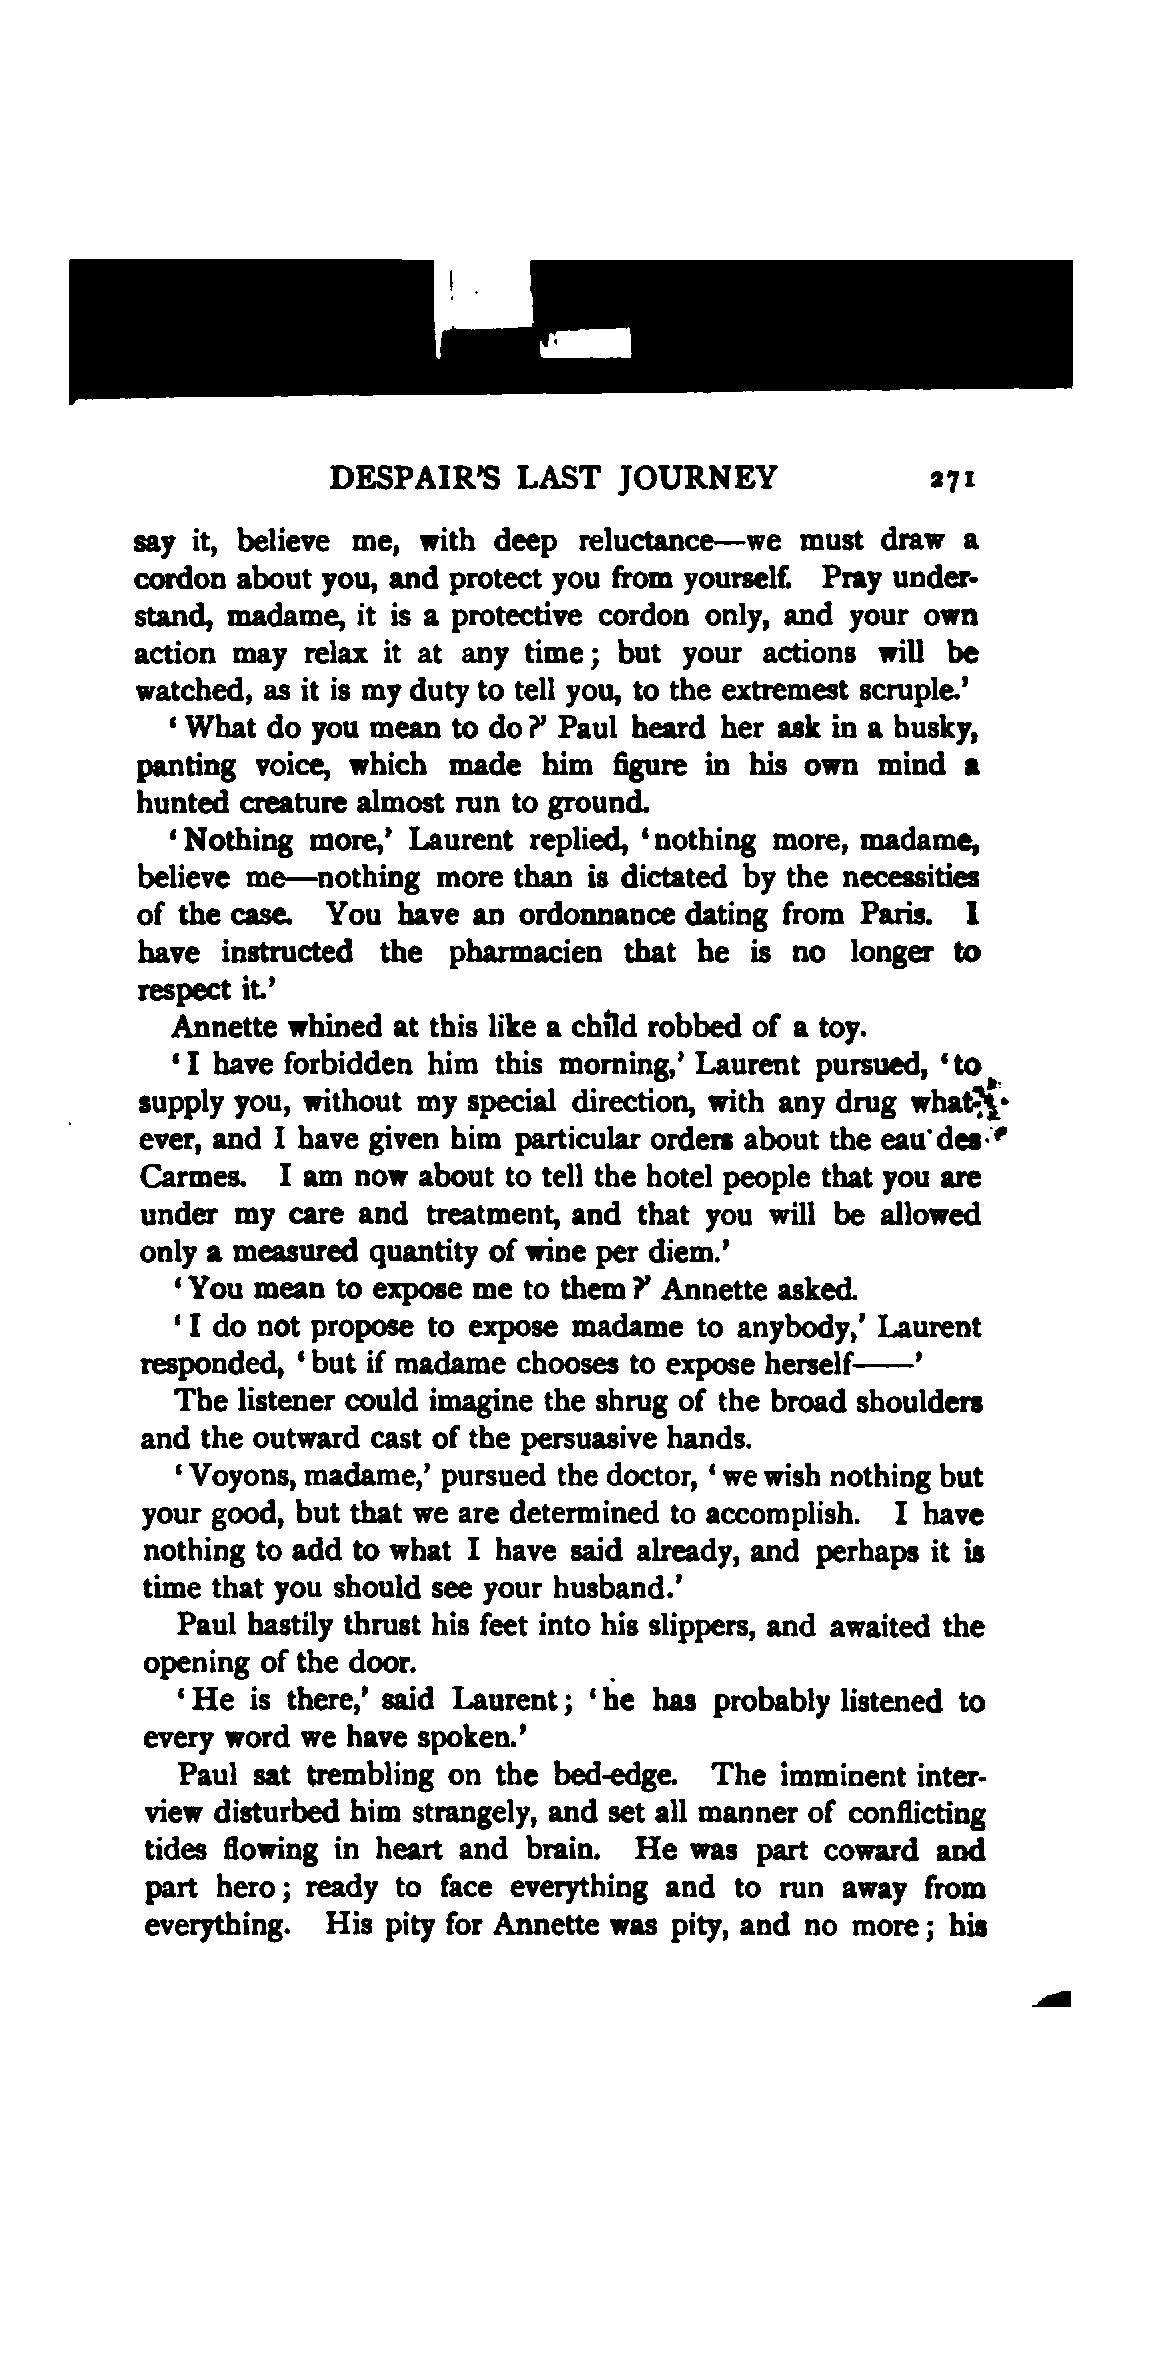 DESPAIR'S LAST JOURNEY 271
say it, believe me, with deep reluctance—we must draw a
cordon about you, and protect you from yourself. Pray under-
stand, madame, it is a protective cordon only, and your own
action may relax it at any time; but your actions will be
watched, as it is my duty to tell you, to the extremest scruple.'
'What do you mean to do?' Paul heard her ask in a husky,
panting voice, which made him figure in his own mind a
hunted creature almost run to ground.
'Nothing more,' Laurent replied, 'nothing more, madame,
believe me—nothing more than is dictated by the necessities
of the case. You have an ordonnance dating from Paris. I
have instructed the pharmacien that he is no longer to
respect it.'
Annette whined at this like a child robbed of a toy.
'I have forbidden him this morning,' Laurent pursued, 'to
supply you, without my special direction, with any drug what-
ever, and I have given him particular orders about the eau des
Carmes. I am now about to tell the hotel people that you are
under my care and treatment, and that you will be allowed
only a measured quantity of wine per diem.'
'You mean to expose me to them?' Annette asked.
'I do not propose to expose madame to anybody,' Laurent
responded, 'but if madame chooses to expose herself——'
The listener could imagine the shrug of the broad shoulders
and the outward cast of the persuasive hands.
'Voyons, madame,' pursued the doctor, 'we wish nothing but
your good, but that we are determined to accomplish. I have
nothing to add to what I have said already, and perhaps it is
time that you should see your husband.'
Paul hastily thrust his feet into his slippers, and awaited the
opening of the door.
'He is there,' said Laurent; 'he has probably listened to
every word we have spoken.'
Paul sat trembling on the bed-edge. The imminent inter-
view disturbed him strangely, and set all manner of conflicting
tides flowing in heart and brain. He was part coward and
part hero; ready to face everything and to run away from
everything. His pity for Annette was pity, and no more; his